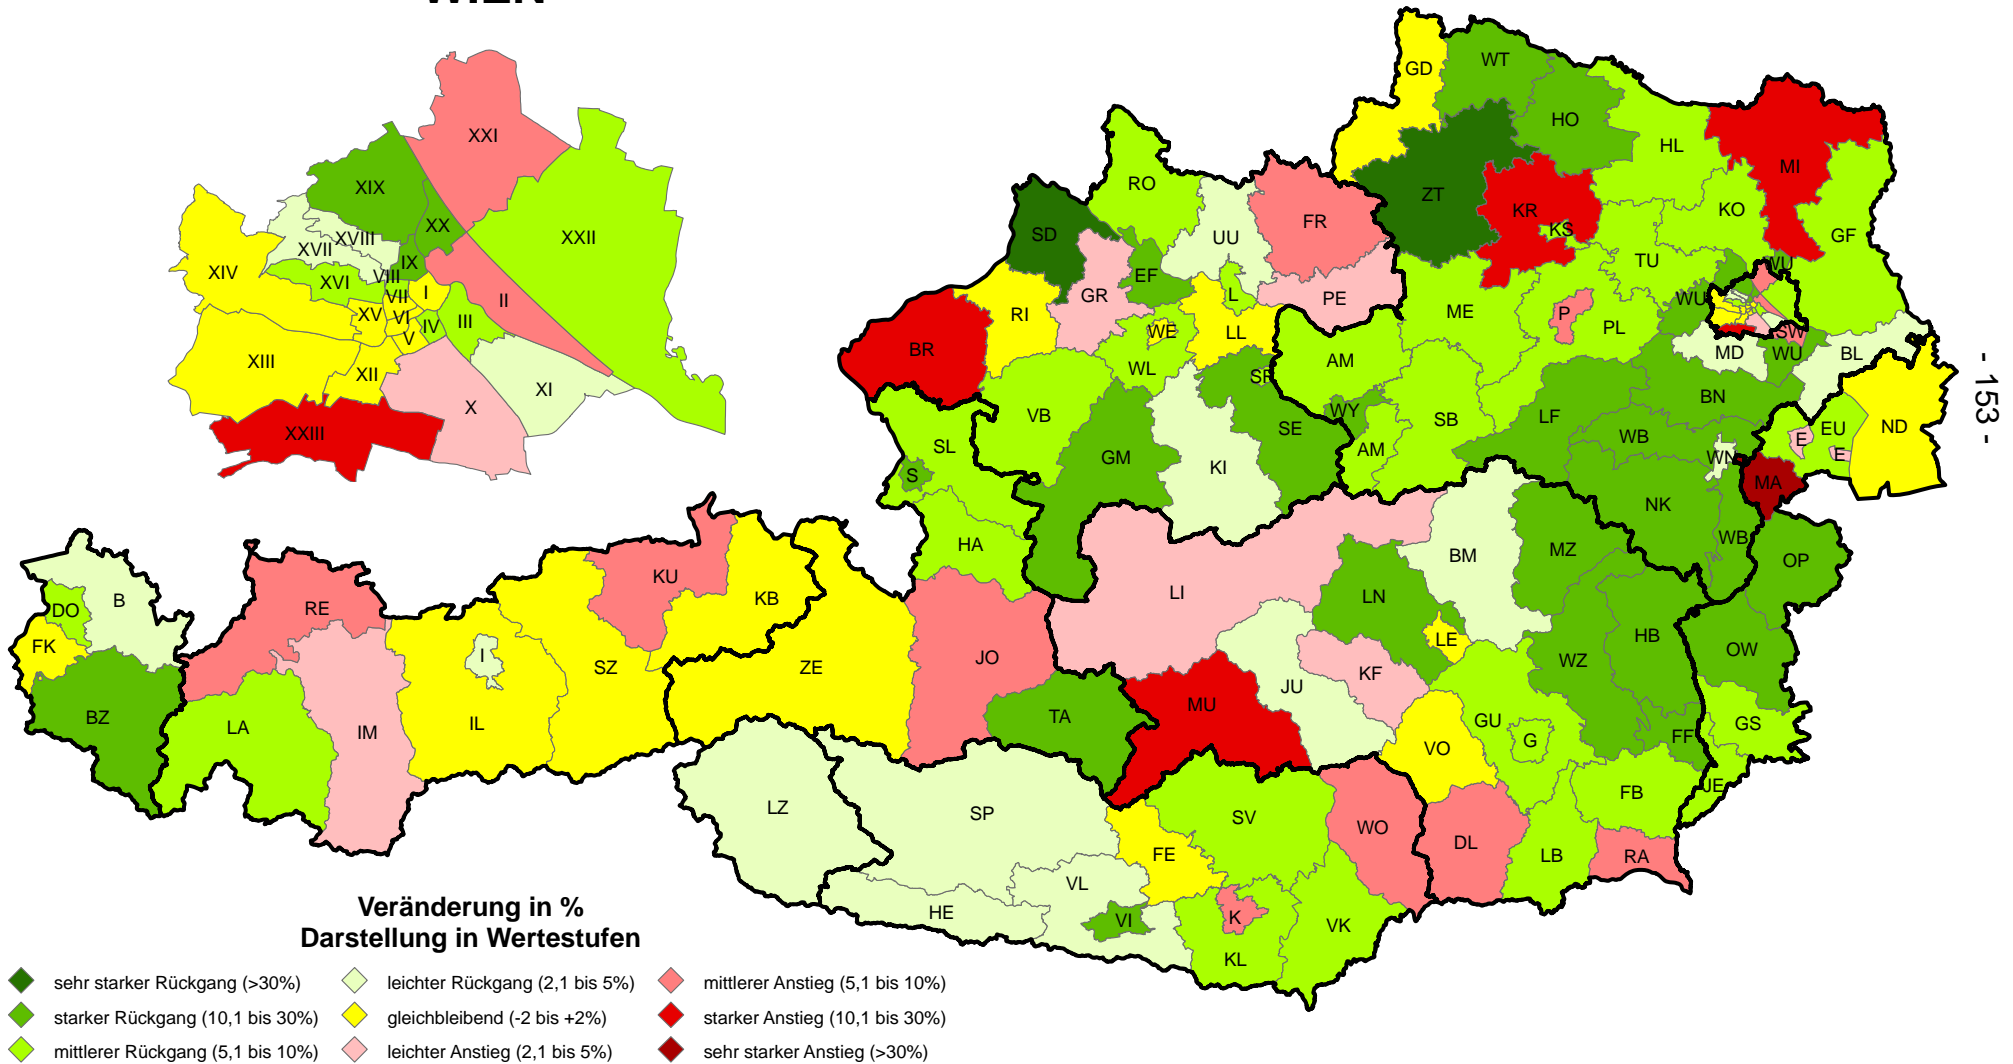 WIEN
XXI
XIX
XX
XXII
XVIII
XVII
XIV
IX
VIII
XVI
VII
I
II
XV
VI
IV
III
V
XIII
XII
X
XI
XXIII
GD
WT
HO
HL
MI
RO
ZT
KR
KS
KO
GF
SD
UU
FR
EF
TU
WU
GR
L
PE
WU
RI
WE
LL
ME
P
PL
SW
BR
AM
MD
WU
BL
WL
SR
VB
WY
SB
LF
BN
ND
SL
SE
AM
WB
E
EU
E
GM
KI
WN
S
MA
NK
HA
BM
MZ
WB
OP
KU
LI
LN
DO
B
RE
KB
HB
FK
LE
I
SZ
ZE
JO
WZ
OW
JU
KF
BZ
LA
IM
IL
TA
MU
GU
G
VO
FF
GS
LZ
SP
SV
WO
FB
JE
DL
FE
LB
RA
VL
HE
VI
K
VK
KL
- 153 -
Veränderung in %
Darstellung in Wertestufen
sehr starker Rückgang (>30%)
leichter Rückgang (2,1 bis 5%)
mittlerer Anstieg (5,1 bis 10%)
starker Rückgang (10,1 bis 30%)
gleichbleibend (-2 bis +2%)
starker Anstieg (10,1 bis 30%)
mittlerer Rückgang (5,1 bis 10%)
leichter Anstieg (2,1 bis 5%)
sehr starker Anstieg (>30%)